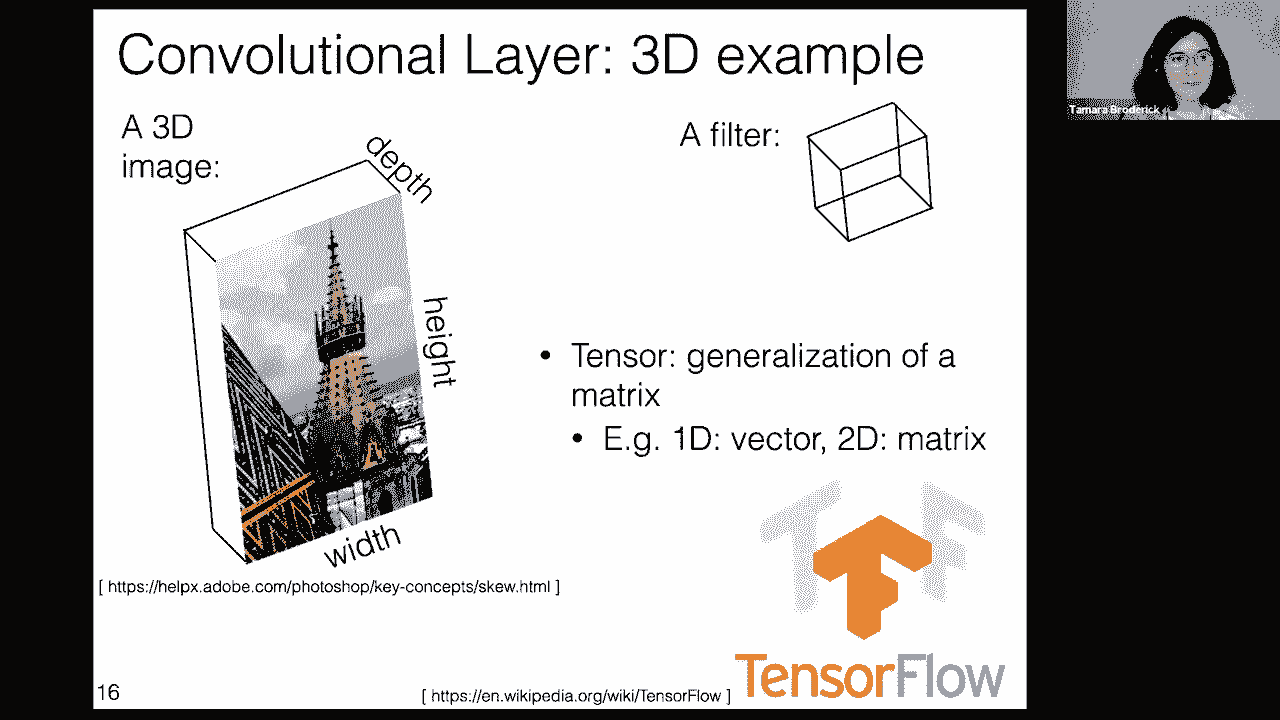 Convolutional Layer: 3D example
Tamara Broderick
A 3D
image:
depth
A filter:
height
width
• Tensor: generalization of a
matrix
• E.g. 1D: vector, 2D: matrix
[ https://helpx.adobe.com/photoshop/key-concepts/skew.html ]
TensorFlow
16
[ https://en.wikipedia.org/wiki/TensorFlow ]